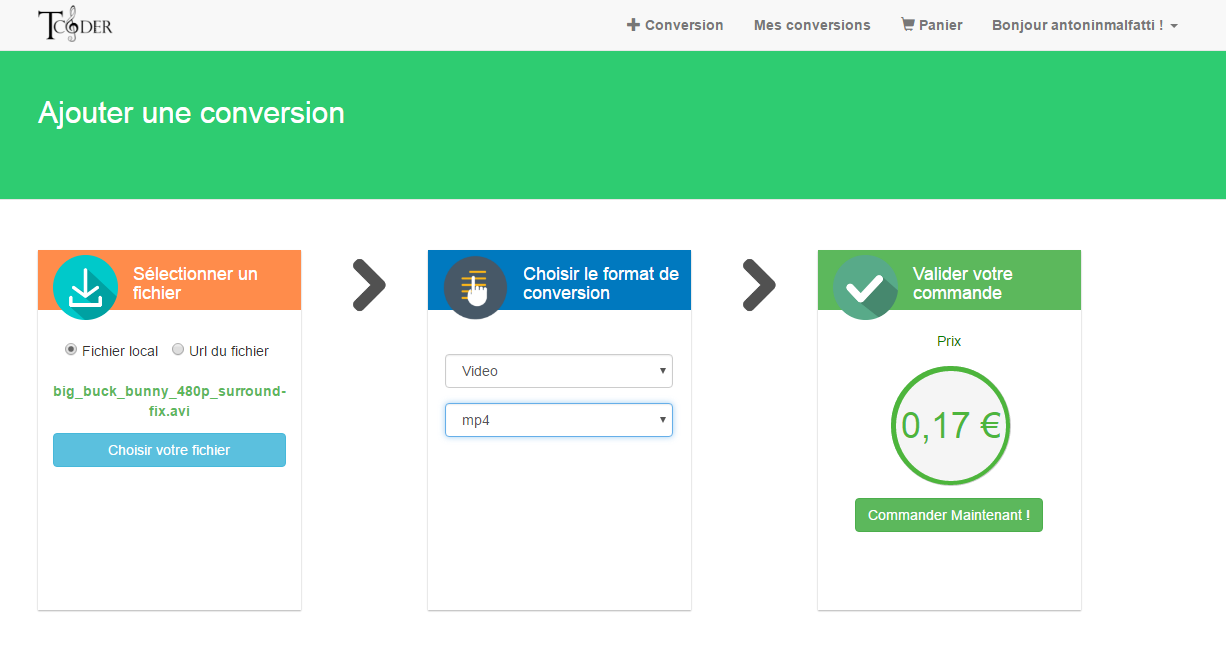 TCODER
Conversion
Mes conversions
Panier
Bonjour antoninmalfatti !
Ajouter une conversion
Sélectionner un
fichier
Fichier local
Url du fichier
big_buck_bunny_480p_surround-
fix.avi
Choisir votre fichier
Choisir le format de
conversion
Video
mp4
Valider votre
commande
Prix
0,17 €
Commander Maintenant !